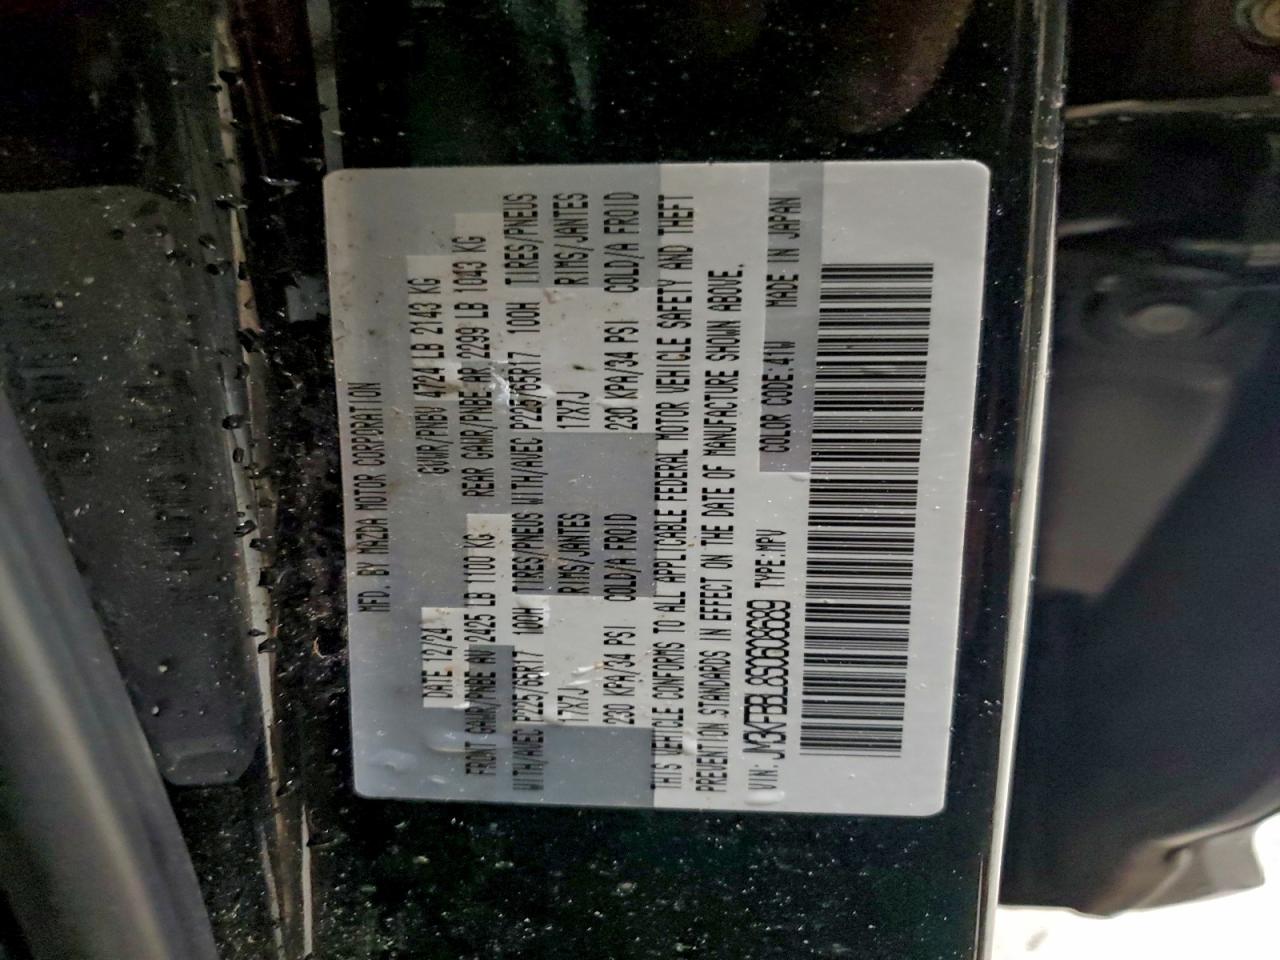 MFD. BY MAZDA MOTOR CORPORATION
DATE 12/24 GVWR/PNBV 4724 LB 2143 KG
FRONT GAWR/PNBE AV 2425 LB 1100 KG REAR GAWR/PNBE AR 2299 LB 1043 KG
WITH/AVEC P225/65R17 100H TIRES/PNEUS WITH/AVEC P225/65R17 100H TIRES/PNEUS
17X7J RIMS/JANTES 17X7J RIMS/JANTES
230 KPA/34 PSI COLD/A FROID 230 KPA/34 PSI COLD/A FROID
THIS VEHICLE CONFORMS TO ALL APPLICABLE FEDERAL MOTOR VEHICLE SAFETY AND THEFT
PREVENTION STANDARDS IN EFFECT ON THE DATE OF MANUFACTURE SHOWN ABOVE.
VIN: JM3KFBBL8S0608689 TYPE:MPV COLOR CODE:41W MADE IN JAPAN